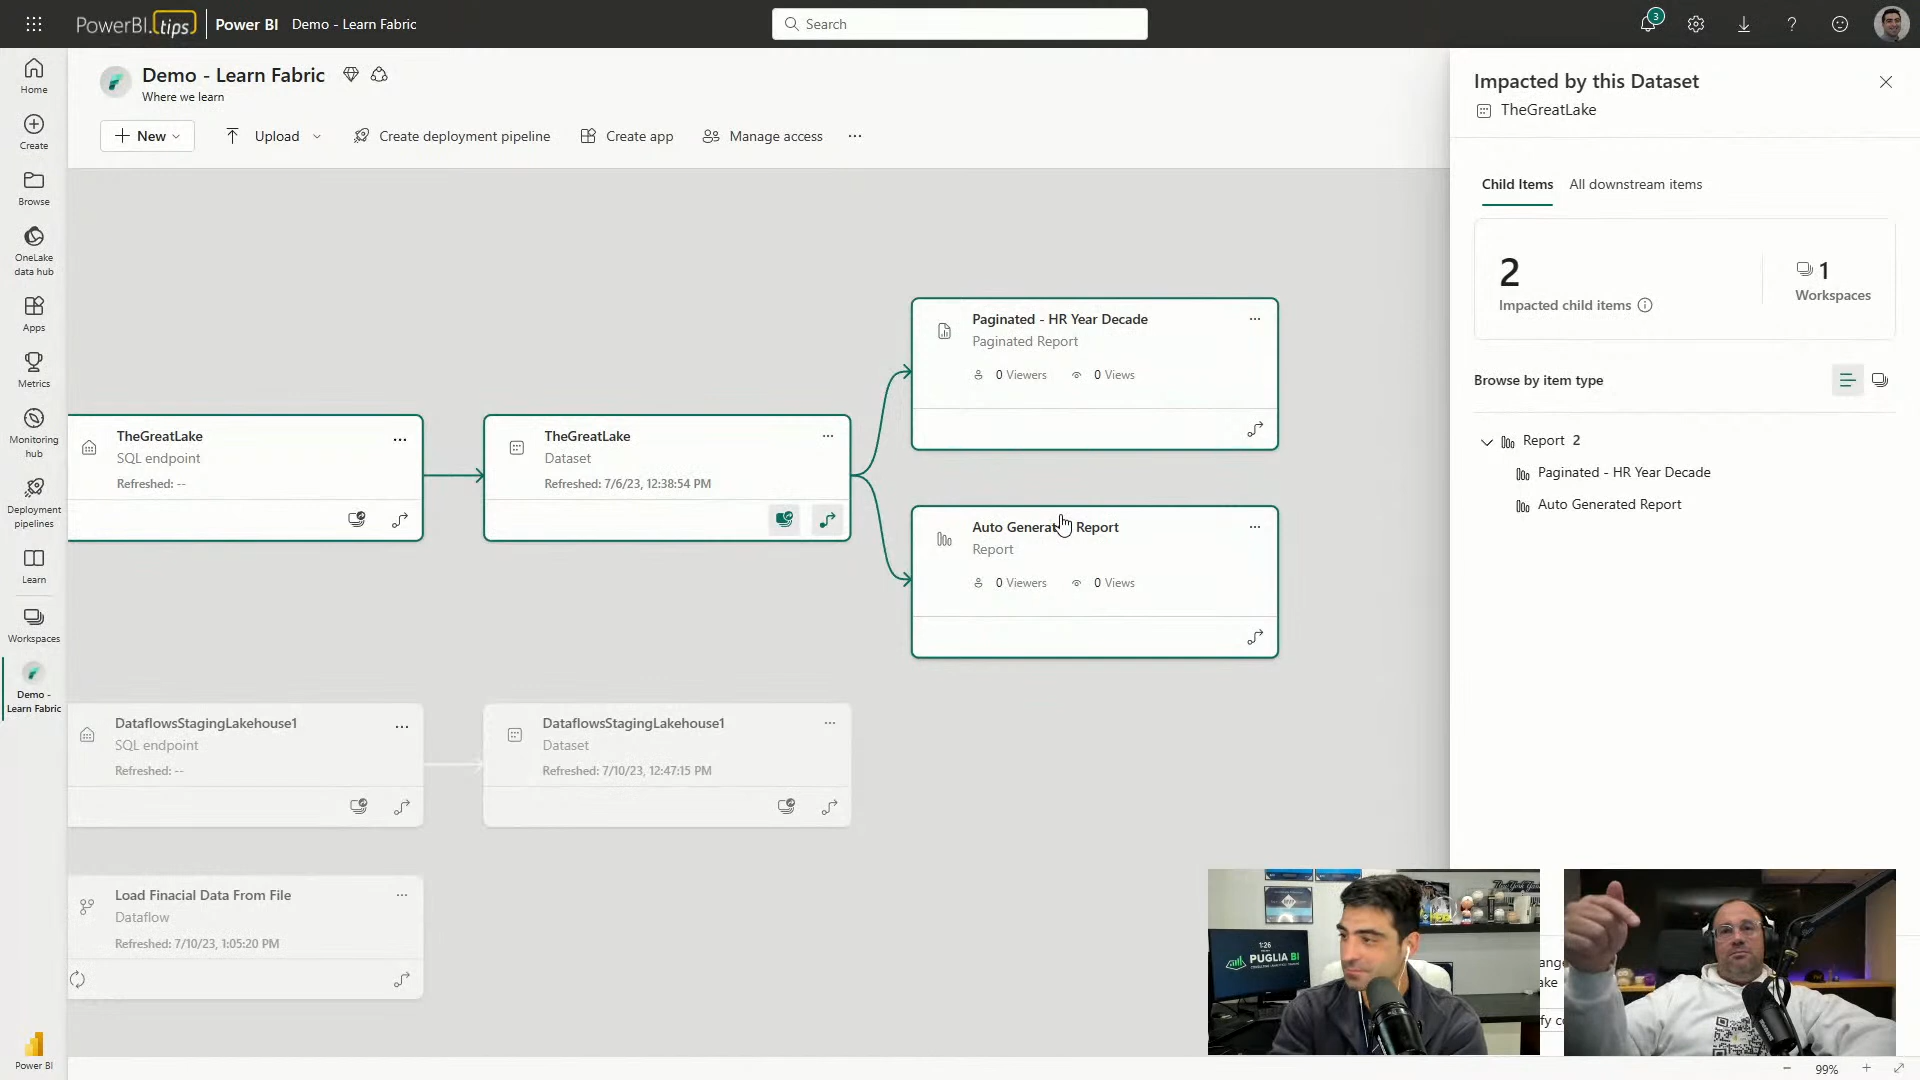 PowerBI.tips
Power BI
Demo - Learn Fabric
Search
3
Home
Create
Browse
OneLake
data hub
Apps
Metrics
Monitoring
hub
Deployment
pipelines
Learn
Workspaces
Demo -
Learn Fabric
Power BI
Demo - Learn Fabric
Where we learn
New
Upload
Create deployment pipeline
Create app
Manage access
TheGreatLake
SQL endpoint
Refreshed: --
TheGreatLake
Dataset
Refreshed: 7/6/23, 12:38:54 PM
Paginated - HR Year Decade
Paginated Report
0 Viewers
0 Views
Auto Generated Report
Report
0 Viewers
0 Views
DataflowsStagingLakehouse1
SQL endpoint
Refreshed: --
DataflowsStagingLakehouse1
Dataset
Refreshed: 7/10/23, 12:47:15 PM
Load Finacial Data From File
Dataflow
Refreshed: 7/10/23, 1:05:20 PM
Impacted by this Dataset
TheGreatLake
Child Items
All downstream items
2
Impacted child items
1
Workspaces
Browse by item type
Report 2
Paginated - HR Year Decade
Auto Generated Report
1:26
PUGLIA BI
99%